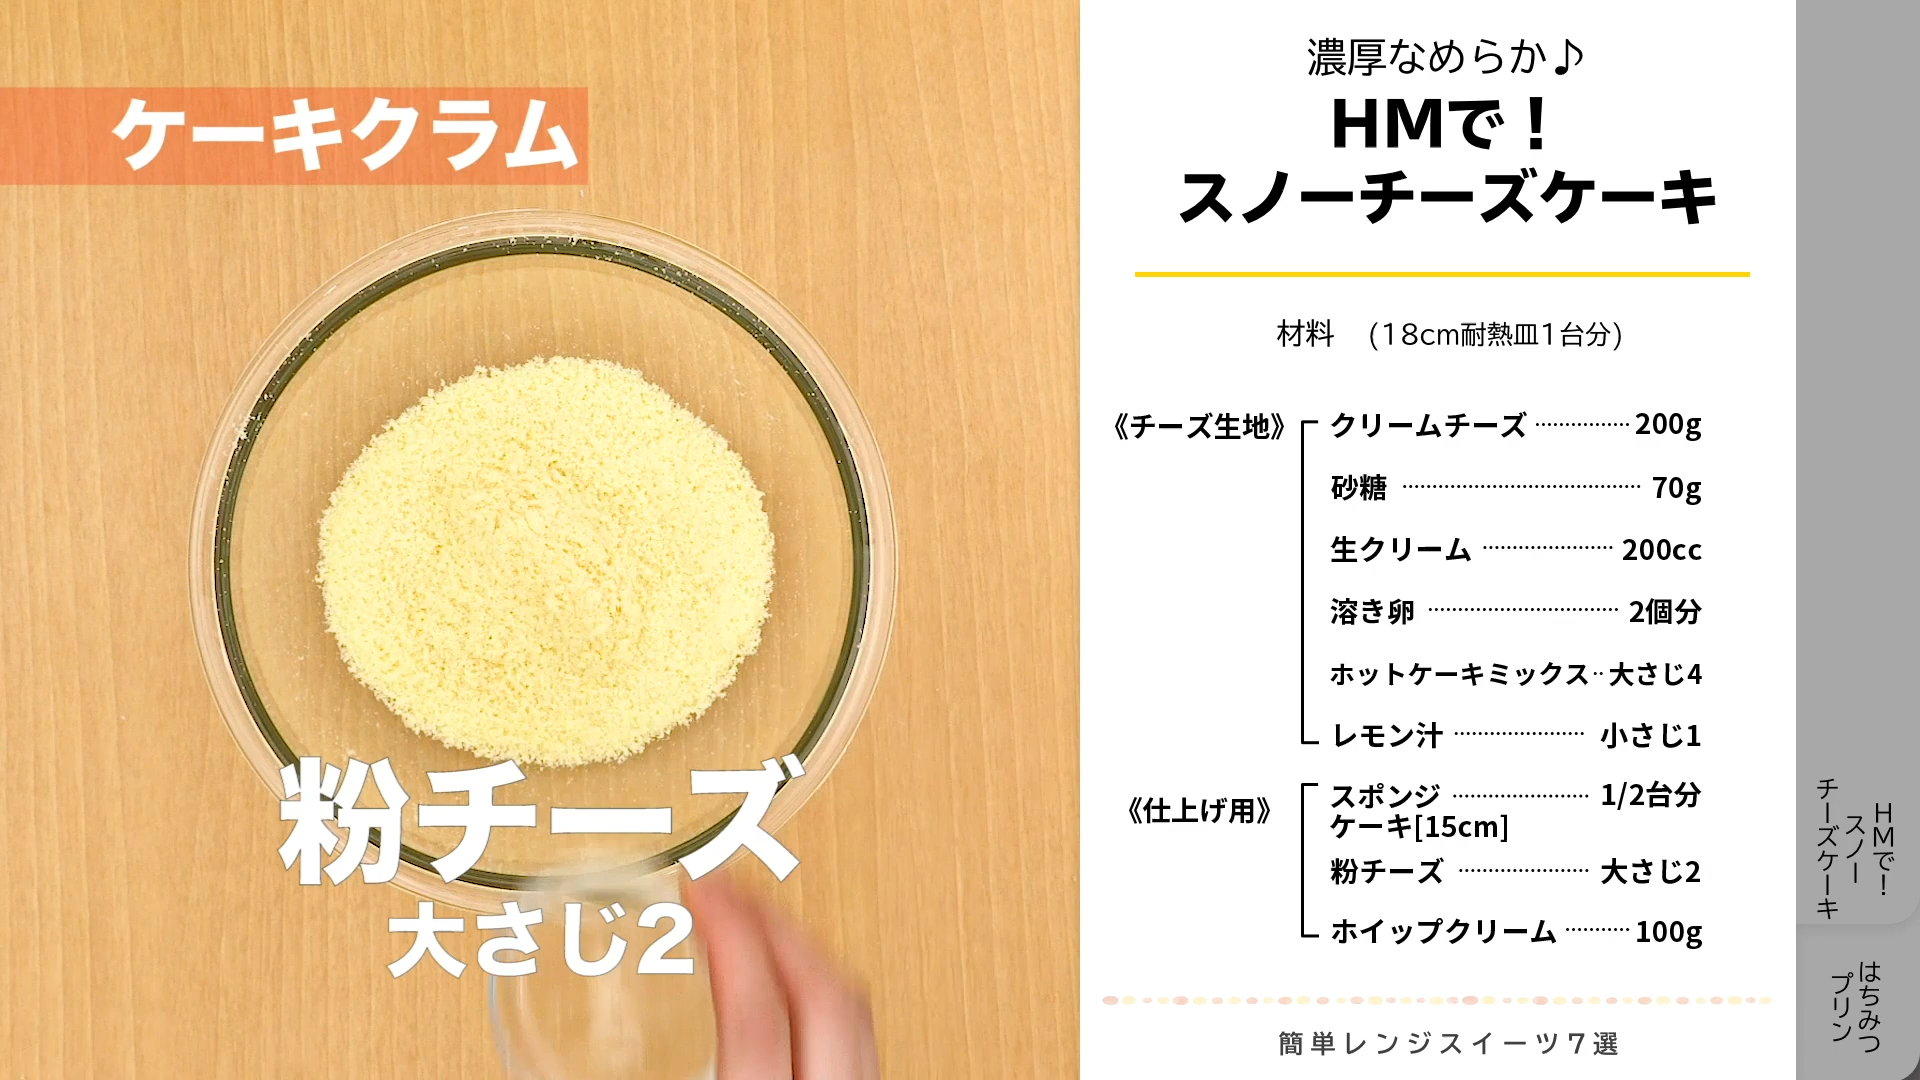 ケーキクラム
粉チーズ
大さじ2
濃厚なめらか♪
HMで！
スノーチーズケーキ
材料 (18cm耐熱皿1台分)
《チーズ生地》
クリームチーズ 200g
砂糖 70g
生クリーム 200cc
溶き卵 2個分
ホットケーキミックス 大さじ4
レモン汁 小さじ1
《仕上げ用》
スポンジ 1/2台分
ケーキ[15cm]
粉チーズ 大さじ2
ホイップクリーム 100g
簡単レンジスイーツ7選
HMで！
スノー
チーズケーキ
はちみつ
プリン